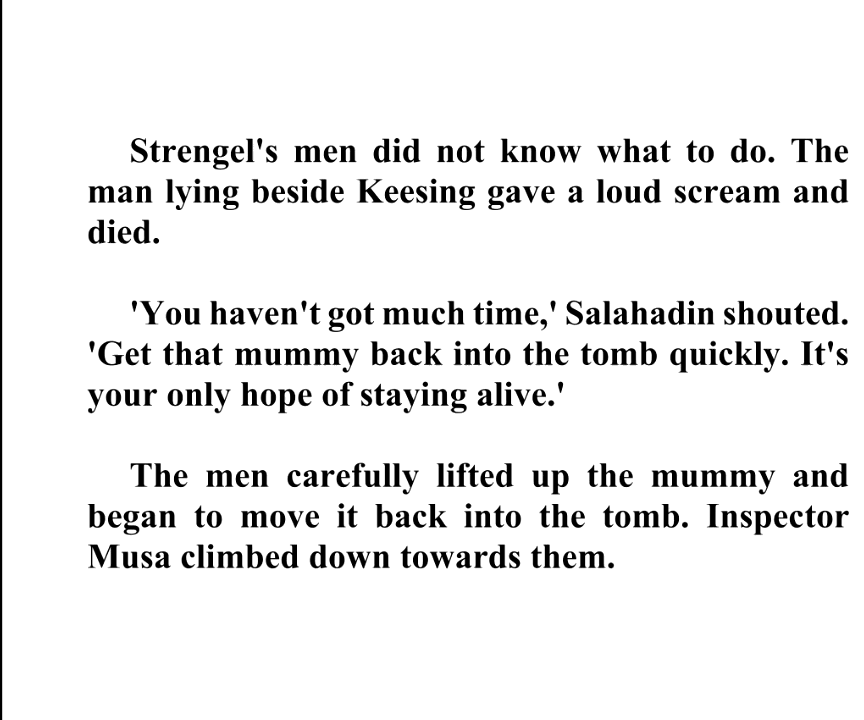 Strengel's men did not know what to do. The
man lying beside Keesing gave a loud scream and
died.
'You haven't got much time,' Salahadin shouted.
'Get that mummy back into the tomb quickly. It's
your only hope of staying alive.'
The men carefully lifted up the mummy and
began to move it back into the tomb. Inspector
Musa climbed down towards them.